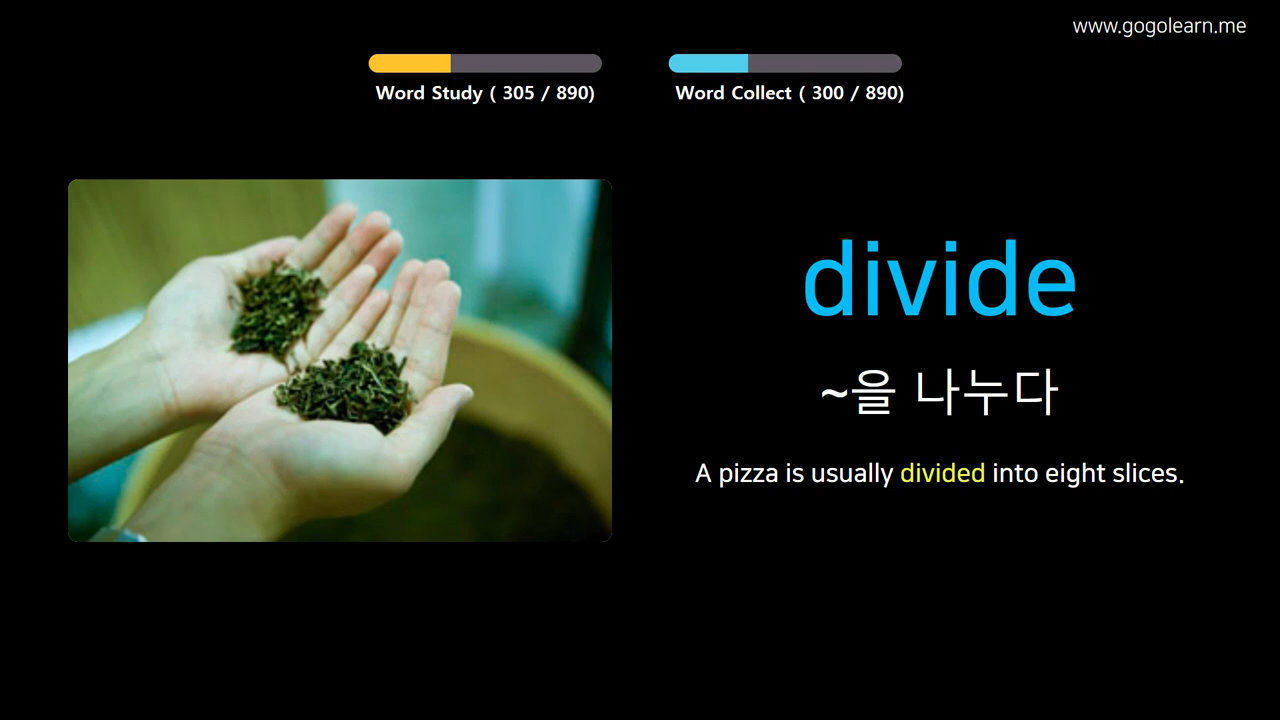 www.gogolearn.me
Word Study ( 305 / 890)
Word Collect ( 300 / 890)
divide
~을 나누다
A pizza is usually divided into eight slices.